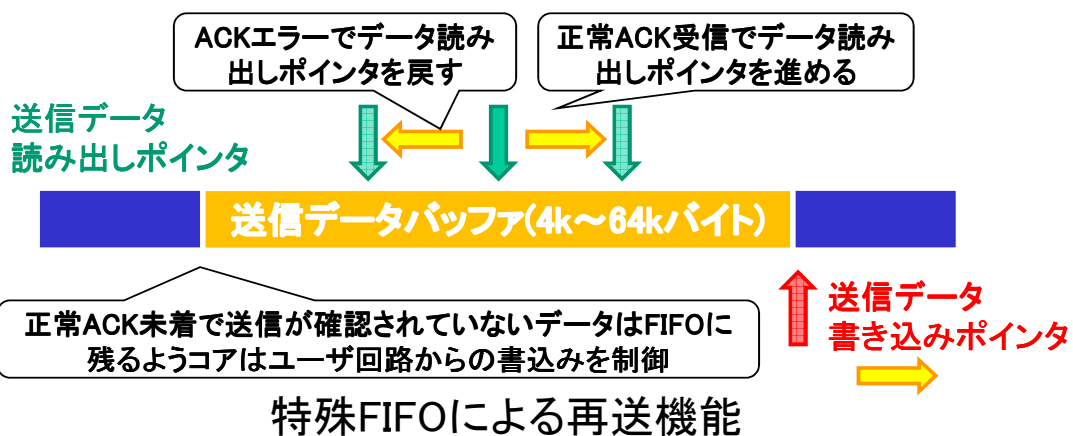 ACKエラーでデータ読み
出しポインタを戻す
正常ACK受信でデータ読み
出しポインタを進める
送信データ
読み出しポインタ
送信データバッファ(4k～64kバイト)
正常ACK未着で送信が確認されていないデータはFIFOに
残るようコアはユーザ回路からの書込みを制御
送信データ
書き込みポインタ
特殊FIFOによる再送機能